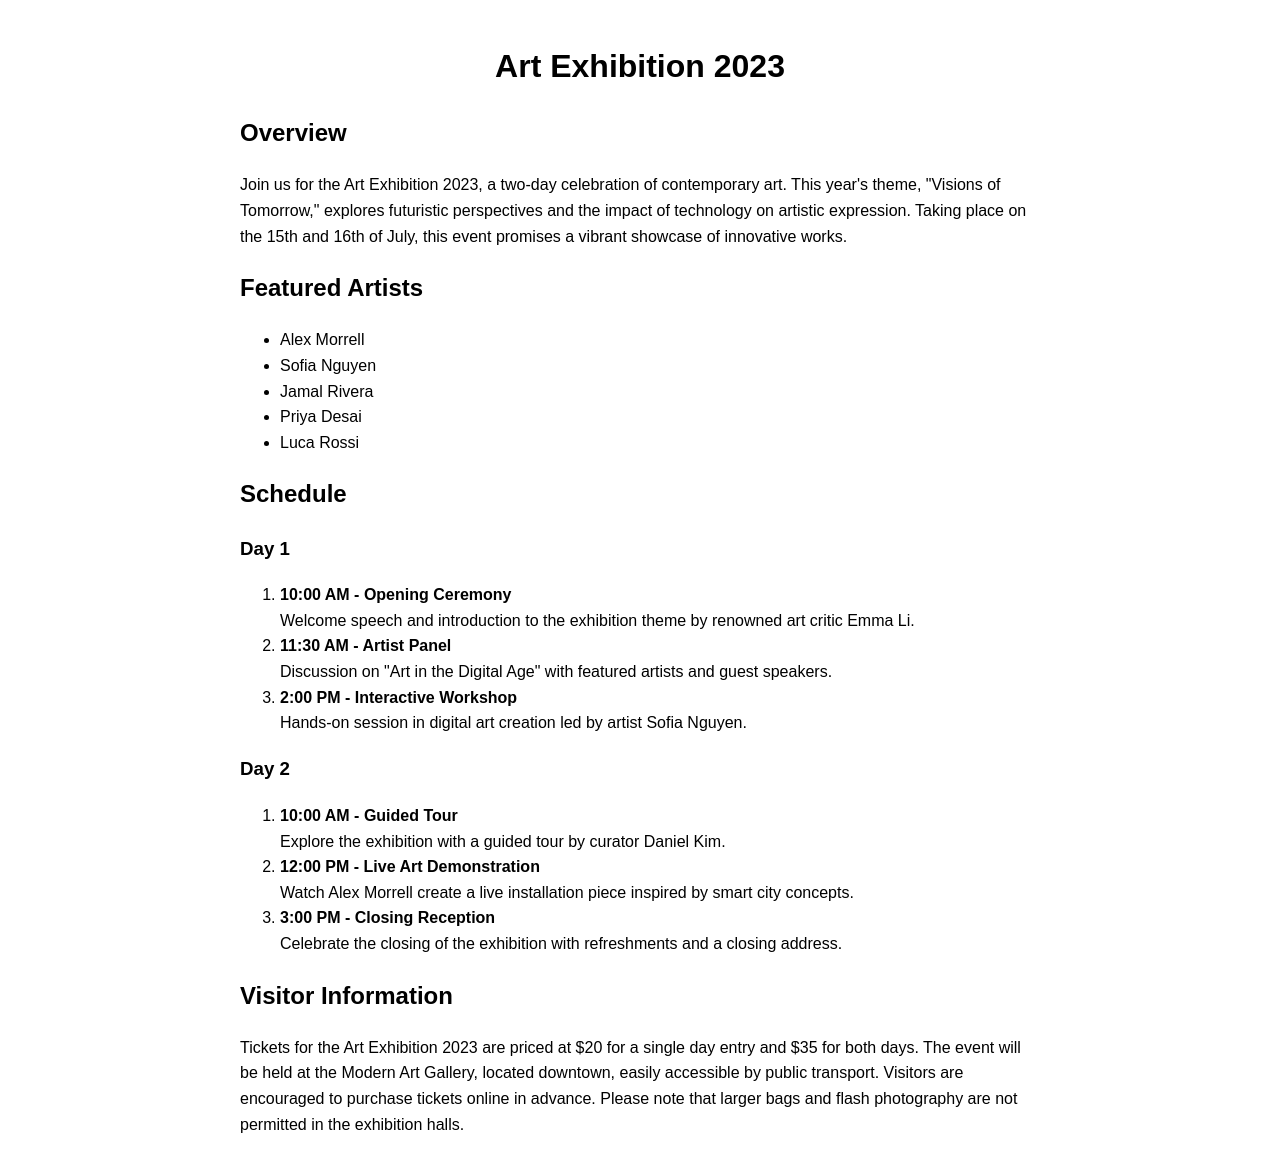 Art Exhibition 2023
Overview
Join us for the Art Exhibition 2023, a two-day celebration of contemporary art. This year's theme, "Visions of
Tomorrow," explores futuristic perspectives and the impact of technology on artistic expression. Taking place on
the 15th and 16th of July, this event promises a vibrant showcase of innovative works.
Featured Artists
• Alex Morrell
• Sofia Nguyen
• Jamal Rivera
• Priya Desai
• Luca Rossi
Schedule
Day 1
1. 10:00 AM - Opening Ceremony
Welcome speech and introduction to the exhibition theme by renowned art critic Emma Li.
2. 11:30 AM - Artist Panel
Discussion on "Art in the Digital Age" with featured artists and guest speakers.
3. 2:00 PM - Interactive Workshop
Hands-on session in digital art creation led by artist Sofia Nguyen.
Day 2
1. 10:00 AM - Guided Tour
Explore the exhibition with a guided tour by curator Daniel Kim.
2. 12:00 PM - Live Art Demonstration
Watch Alex Morrell create a live installation piece inspired by smart city concepts.
3. 3:00 PM - Closing Reception
Celebrate the closing of the exhibition with refreshments and a closing address.
Visitor Information
Tickets for the Art Exhibition 2023 are priced at $20 for a single day entry and $35 for both days. The event will
be held at the Modern Art Gallery, located downtown, easily accessible by public transport. Visitors are
encouraged to purchase tickets online in advance. Please note that larger bags and flash photography are not
permitted in the exhibition halls.